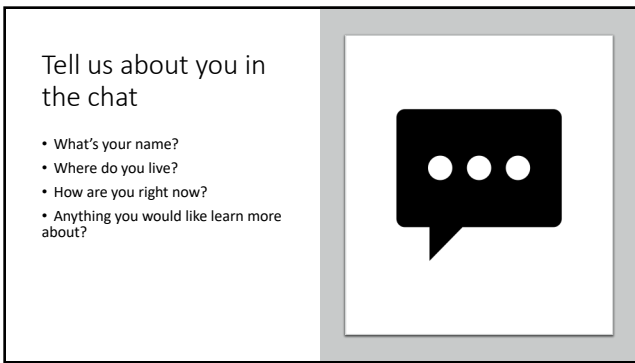 Tell us about you in
the chat
• What's your name?
• Where do you live?
• How are you right now?
• Anything you would like learn more
about?